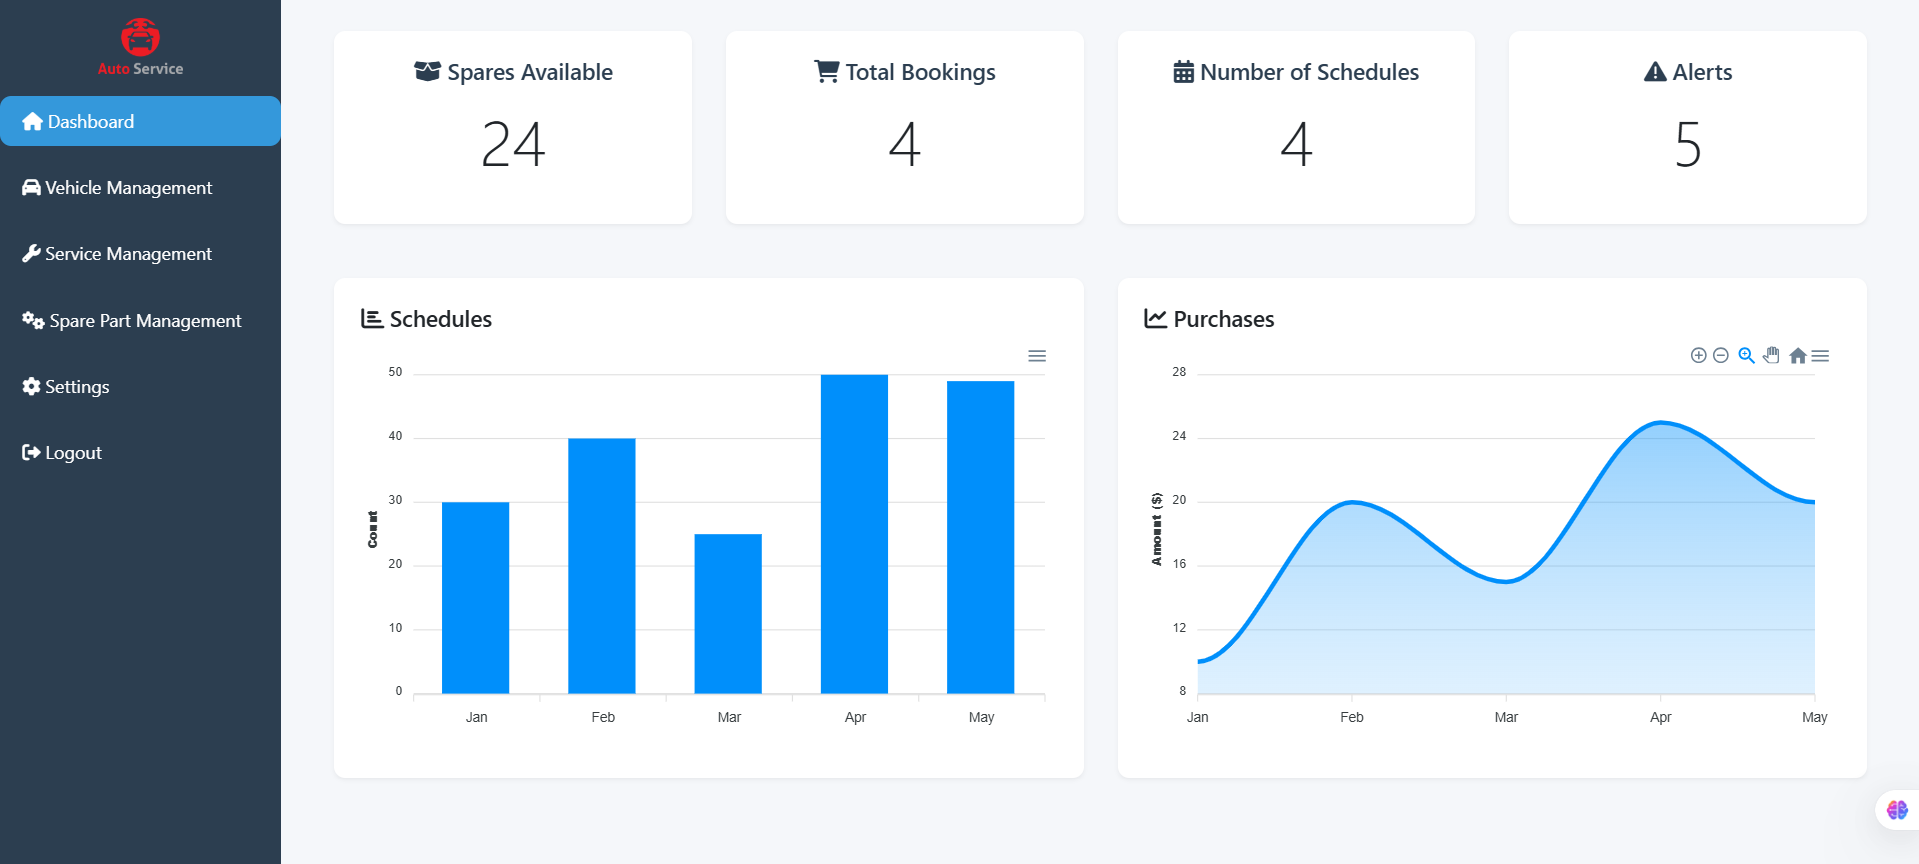 Auto Service
Dashboard
Vehicle Management
Service Management
Spare Part Management
Settings
Logout
Spares Available
24
Total Bookings
4
Number of Schedules
4
Alerts
5
Schedules
50
40
30
20
10
0
Count
Jan Feb Mar Apr May
Purchases
28
24
20
16
12
8
Amount ($)
Jan Feb Mar Apr May